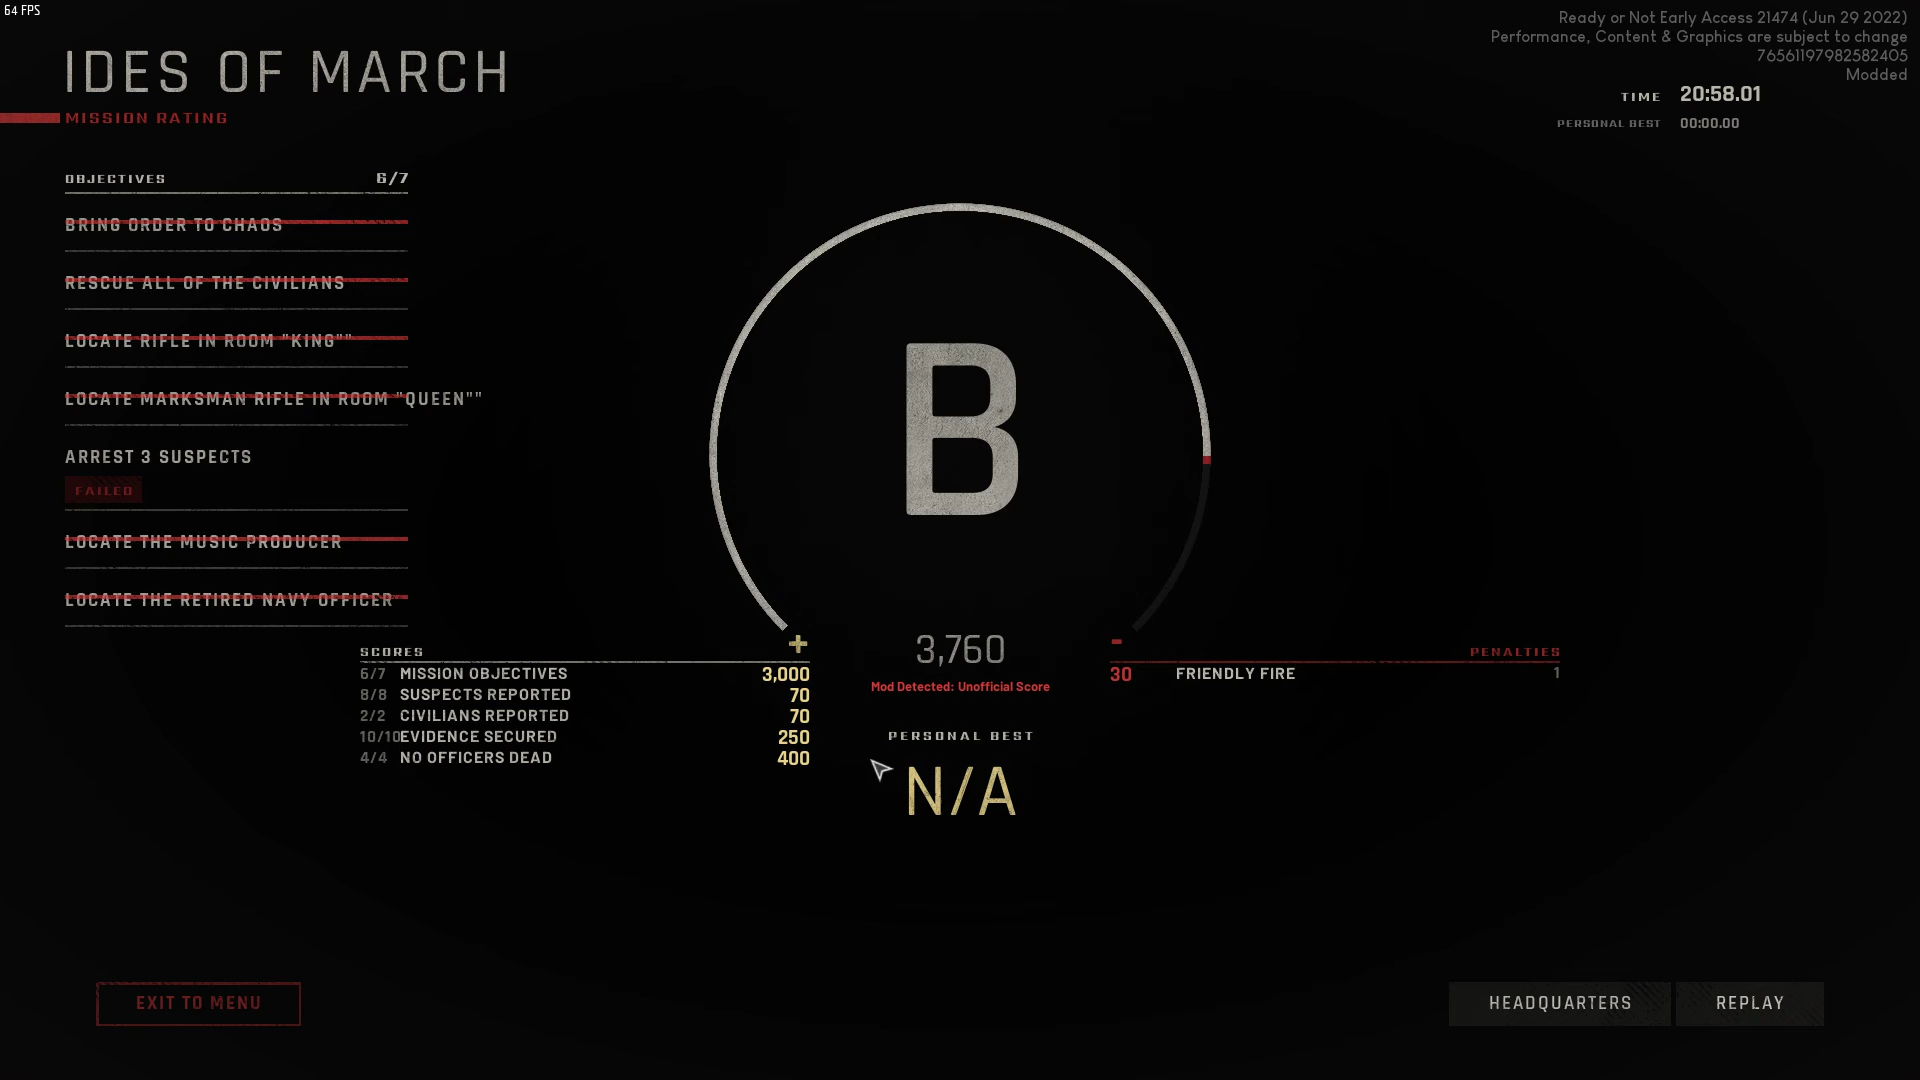 64 FPS
Ready or Not Early Access 21474 (Jun 29 2022)
Performance, Content & Graphics are subject to change
76561197982582405
Modded
IDES OF MARCH
MISSION RATING
TIME 20:58.01
PERSONAL BEST 00:00.00
OBJECTIVES 6/7
BRING ORDER TO CHAOS
RESCUE ALL OF THE CIVILIANS
LOCATE RIFLE IN ROOM "KING""
LOCATE MARKSMAN RIFLE IN ROOM "QUEEN""
ARREST 3 SUSPECTS
FAILED
LOCATE THE MUSIC PRODUCER
LOCATE THE RETIRED NAVY OFFICER
B
SCORES +
6/7 MISSION OBJECTIVES 3,000
8/8 SUSPECTS REPORTED 70
2/2 CIVILIANS REPORTED 70
10/10 EVIDENCE SECURED 250
4/4 NO OFFICERS DEAD 400
3,760
Mod Detected: Unofficial Score
PERSONAL BEST
N/A
- PENALTIES
30 FRIENDLY FIRE 1
EXIT TO MENU
HEADQUARTERS
REPLAY